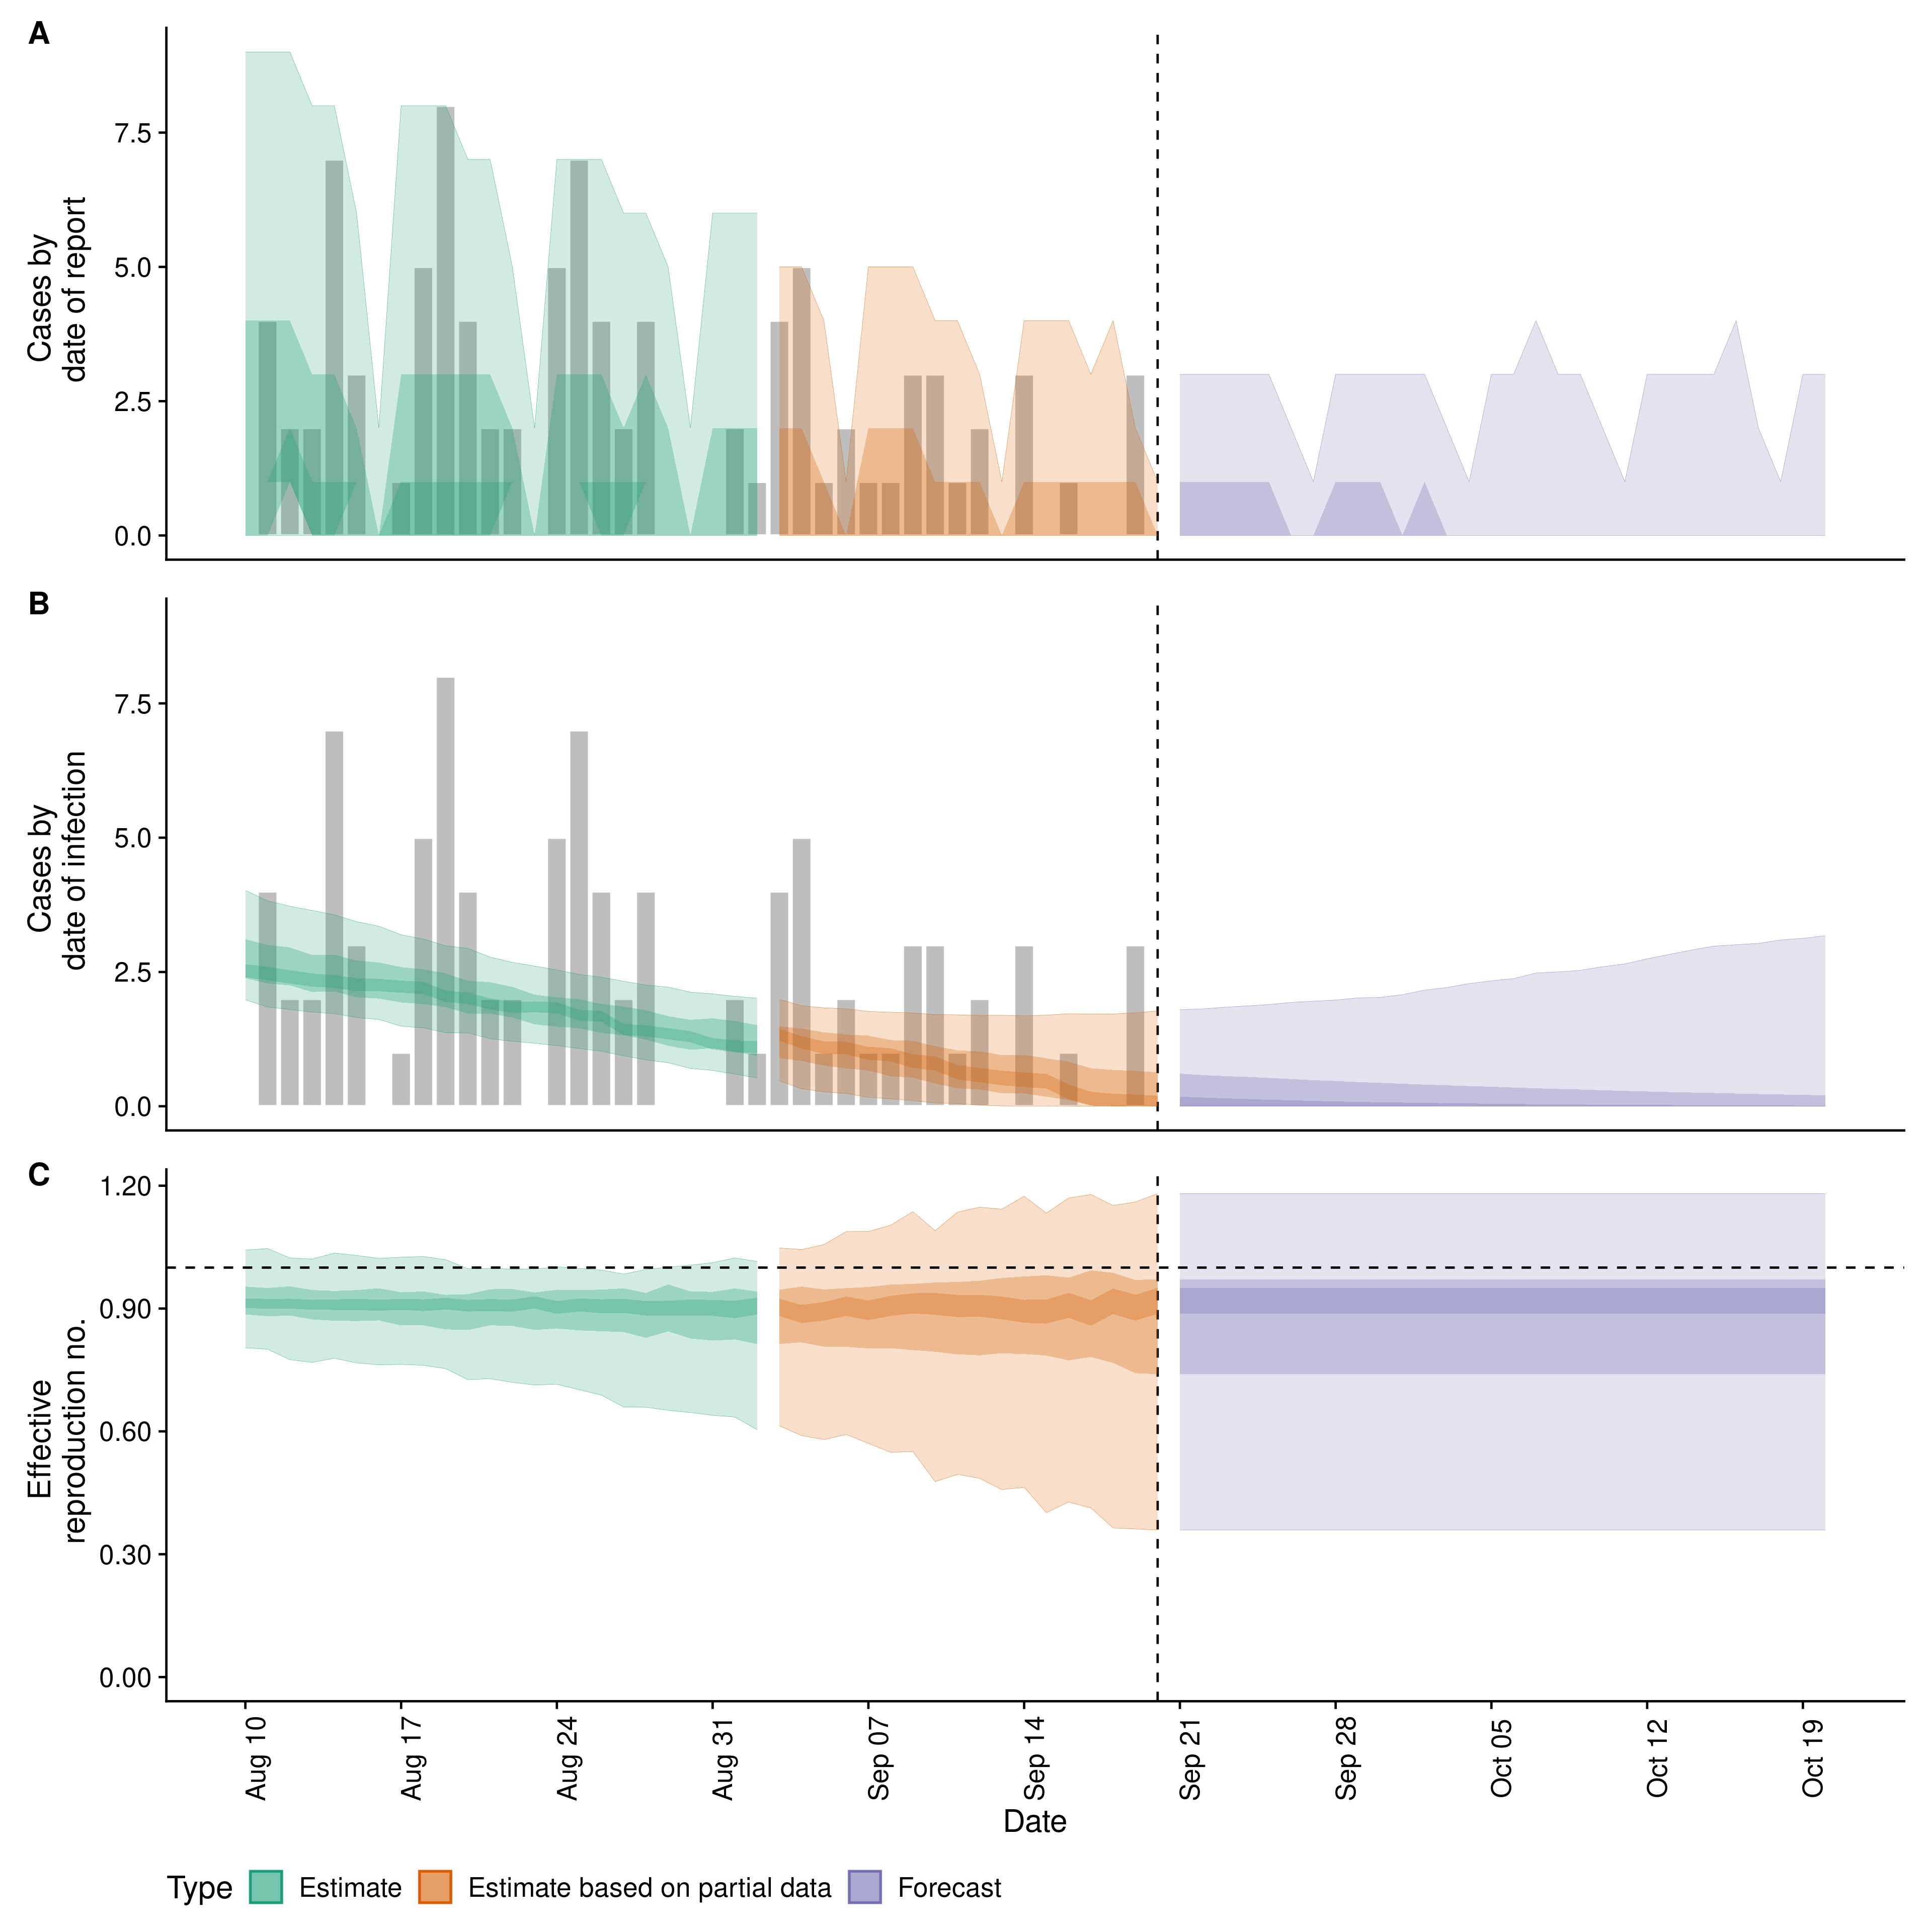 A
Cases by
date of report
7.5
5.0
2.5
0.0
B
Cases by
date of infection
7.5
5.0
2.5
0.0
C
Effective
reproduction no.
1.20
0.90
0.60
0.30
0.00
Aug 10
Aug 17
Aug 24
Aug 31
Sep 07
Sep 14
Sep 21
Sep 28
Oct 05
Oct 12
Oct 19
Date
Type Estimate Estimate based on partial data Forecast